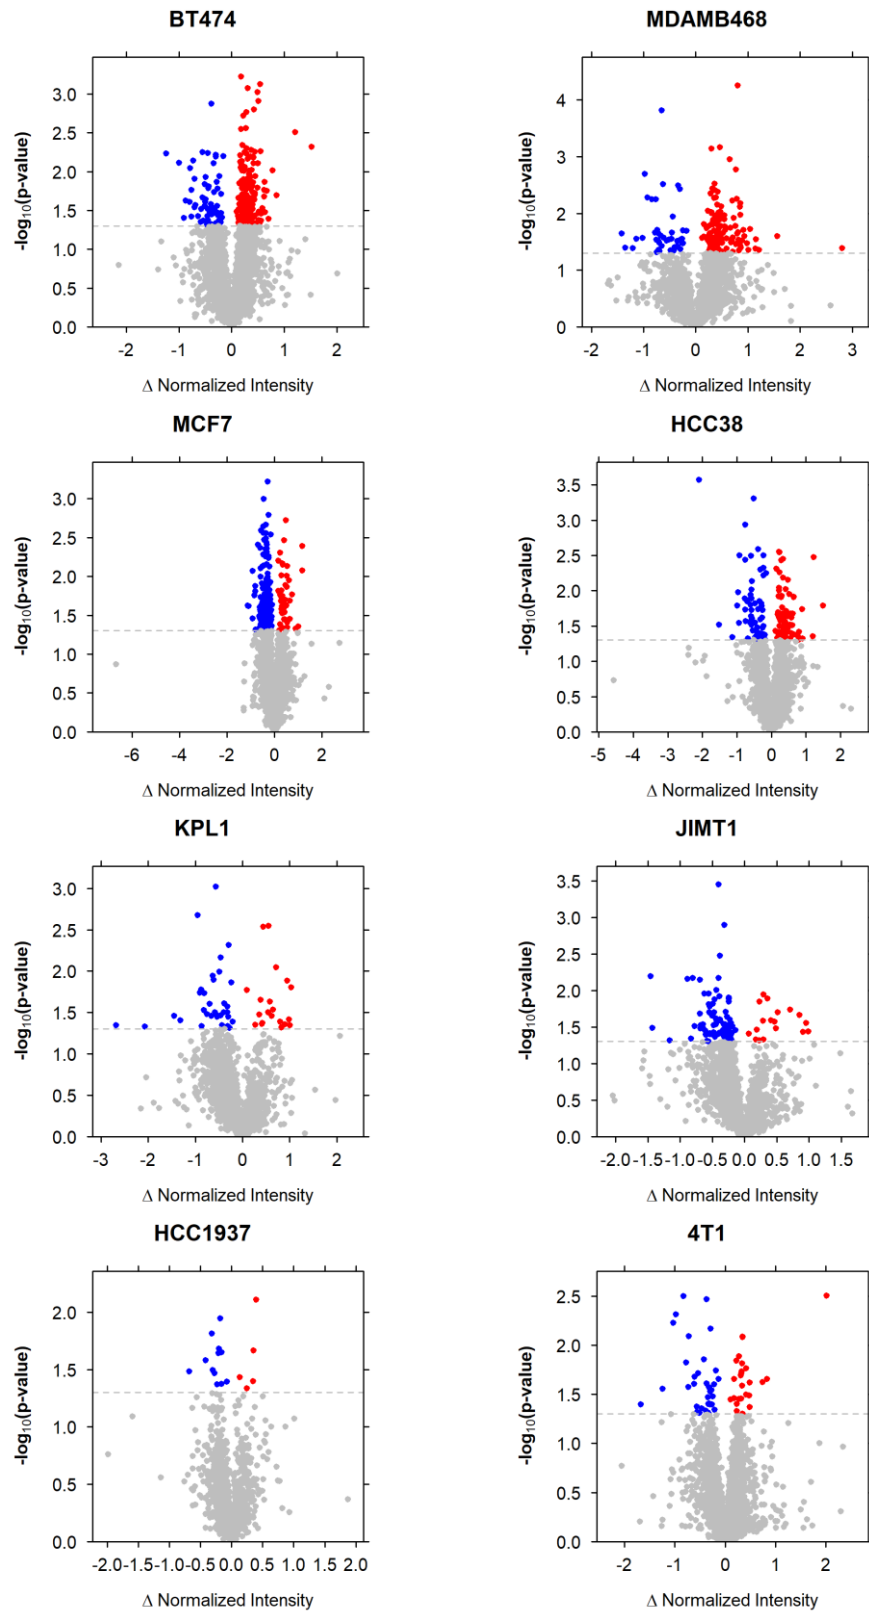 BT474
3.0
2.5
2.0
1.5
1.0
0.5
0.0
-log10(p-value)
-2 -1 0 1 2
Δ Normalized Intensity
MDAMB468
4
3
2
1
0
-log10(p-value)
-2 -1 0 1 2 3
Δ Normalized Intensity
MCF7
3.0
2.5
2.0
1.5
1.0
0.5
0.0
-log10(p-value)
-6 -4 -2 0 2
Δ Normalized Intensity
HCC38
3.5
3.0
2.5
2.0
1.5
1.0
0.5
0.0
-log10(p-value)
-5 -4 -3 -2 -1 0 1 2
Δ Normalized Intensity
KPL1
3.0
2.5
2.0
1.5
1.0
0.5
0.0
-log10(p-value)
-3 -2 -1 0 1 2
Δ Normalized Intensity
JIMT1
3.5
3.0
2.5
2.0
1.5
1.0
0.5
0.0
-log10(p-value)
-2.0 -1.5 -1.0 -0.5 0.0 0.5 1.0 1.5
Δ Normalized Intensity
HCC1937
2.0
1.5
1.0
0.5
0.0
-log10(p-value)
-2.0 -1.5 -1.0 -0.5 0.0 0.5 1.0 1.5 2.0
Δ Normalized Intensity
4T1
2.5
2.0
1.5
1.0
0.5
0.0
-log10(p-value)
-2 -1 0 1 2
Δ Normalized Intensity